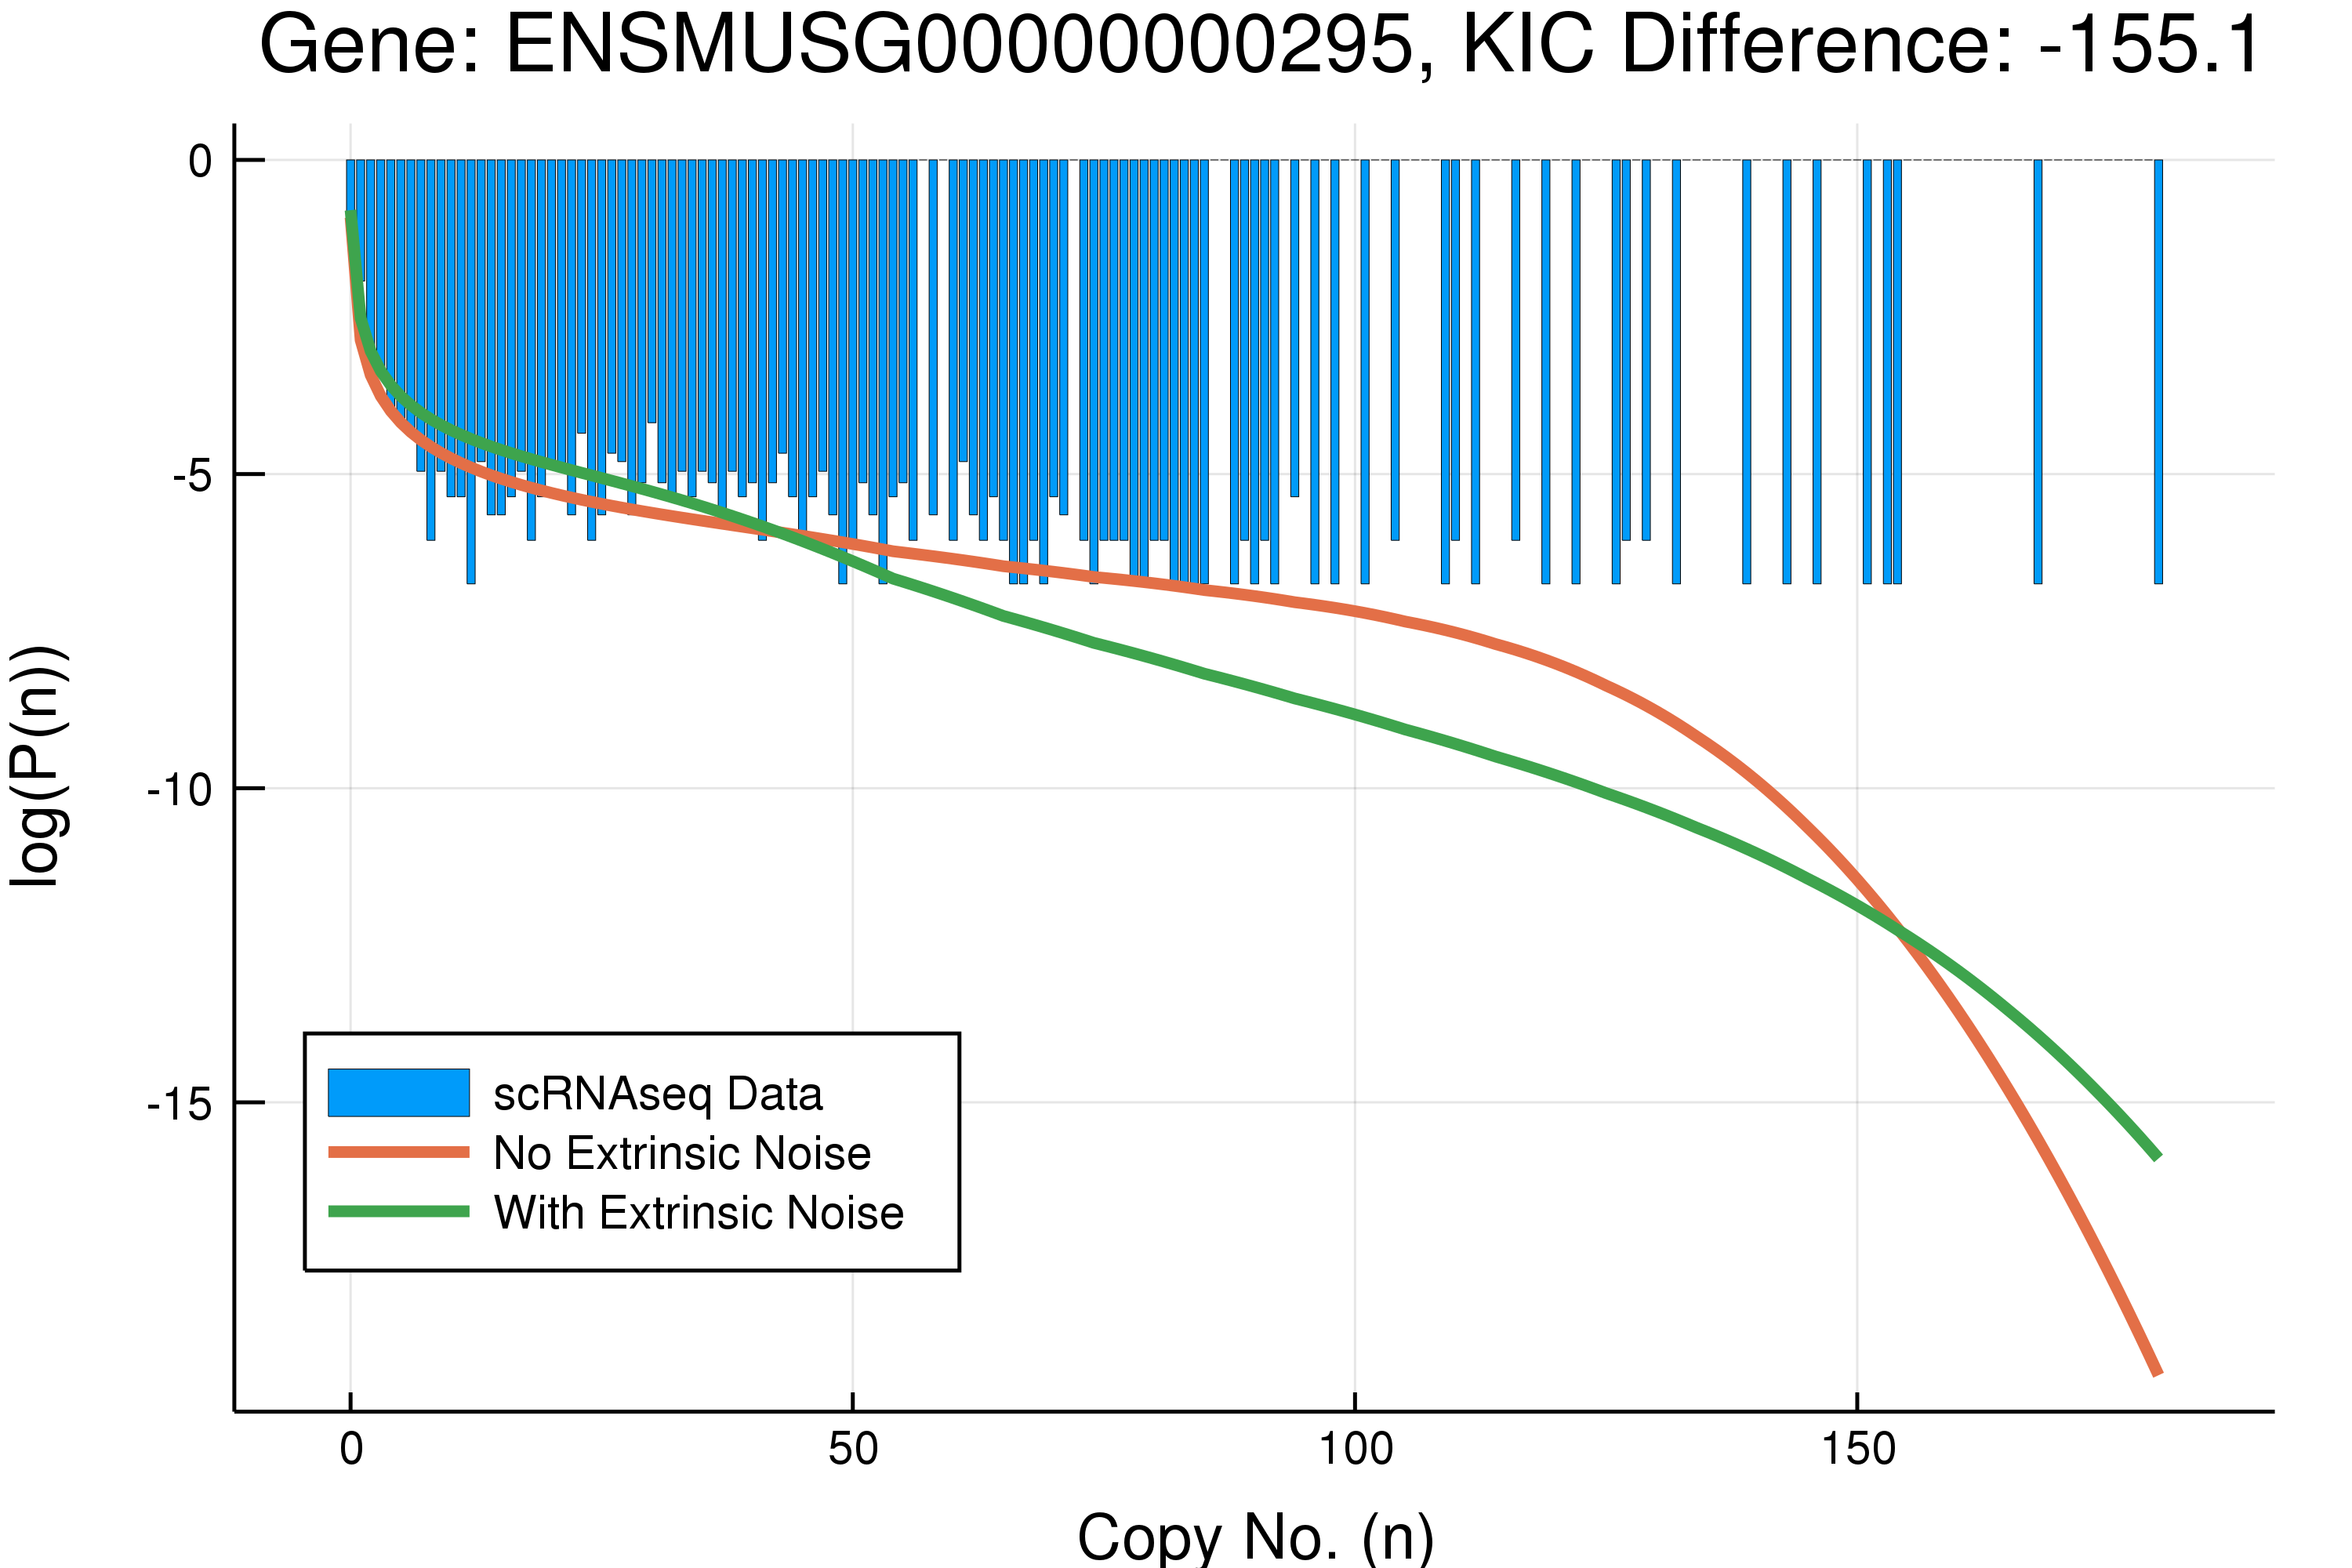 Gene: ENSMUSG00000000295, KIC Difference: -155.1
0
-5
-10
-15
log(P(n))
scRNAseq Data
No Extrinsic Noise
With Extrinsic Noise
0 50 100 150
Copy No. (n)